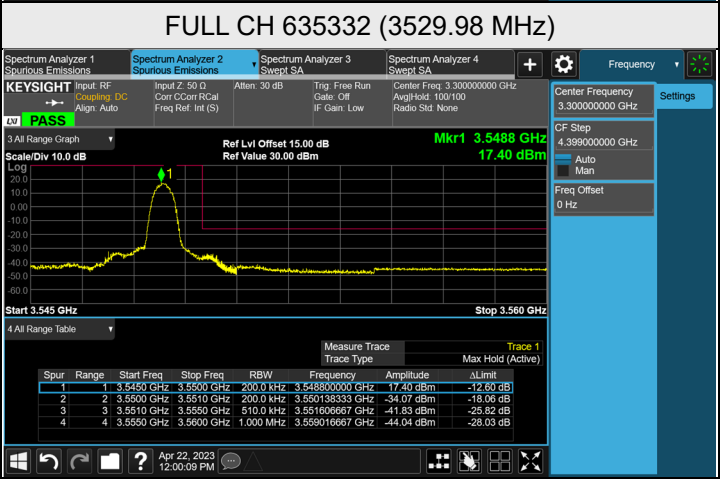 FULL CH 635332 (3529.98 MHz)
Spectrum Analyzer 1
Spurious Emissions
Spectrum Analyzer 2
Spurious Emissions
Spectrum Analyzer 3
Swept SA
Spectrum Analyzer 4
Swept SA
Frequency
KEYSIGHT
LXI
PASS
Input: RF
Coupling: DC
Align: Auto
Input Z: 50 Ω
Corr CCorr RCal
Freq Ref: Int (S)
Atten: 30 dB
Trig: Free Run
Gate: Off
IF Gain: Low
Center Freq: 3.300000000 GHz
Avg|Hold: 100/100
Radio Std: None
Center Frequency
3.300000000 GHz
Settings
CF Step
4.399000000 GHz
Auto
Man
Freq Offset
0 Hz
3 All Range Graph
Scale/Div 10.0 dB
Ref Lvl Offset 15.00 dB
Ref Value 30.00 dBm
Mkr1 3.5488 GHz
17.40 dBm
Log
1
20.0
10.0
0.00
-10.0
-20.0
-30.0
-40.0
-50.0
-60.0
Start 3.545 GHz
Stop 3.560 GHz
4 All Range Table
Measure Trace Trace 1
Trace Type Max Hold (Active)
Spur Range Start Freq Stop Freq RBW Frequency Amplitude ΔLimit
1 1 3.5450 GHz 3.5500 GHz 200.0 kHz 3.548800000 GHz 17.40 dBm -12.60 dB
2 2 3.5500 GHz 3.5510 GHz 200.0 kHz 3.550138333 GHz -34.07 dBm -18.06 dB
3 3 3.5510 GHz 3.5550 GHz 510.0 kHz 3.551606667 GHz -41.83 dBm -25.82 dB
4 4 3.5550 GHz 3.5600 GHz 1.000 MHz 3.559016667 GHz -44.04 dBm -28.03 dB
?
Apr 22, 2023
12:00:09 PM